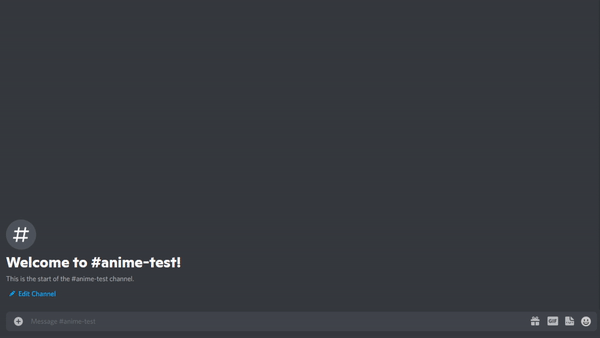 #
Welcome to #anime-test!
This is the start of the #anime-test channel.
Edit Channel
Message #anime-test
GIF